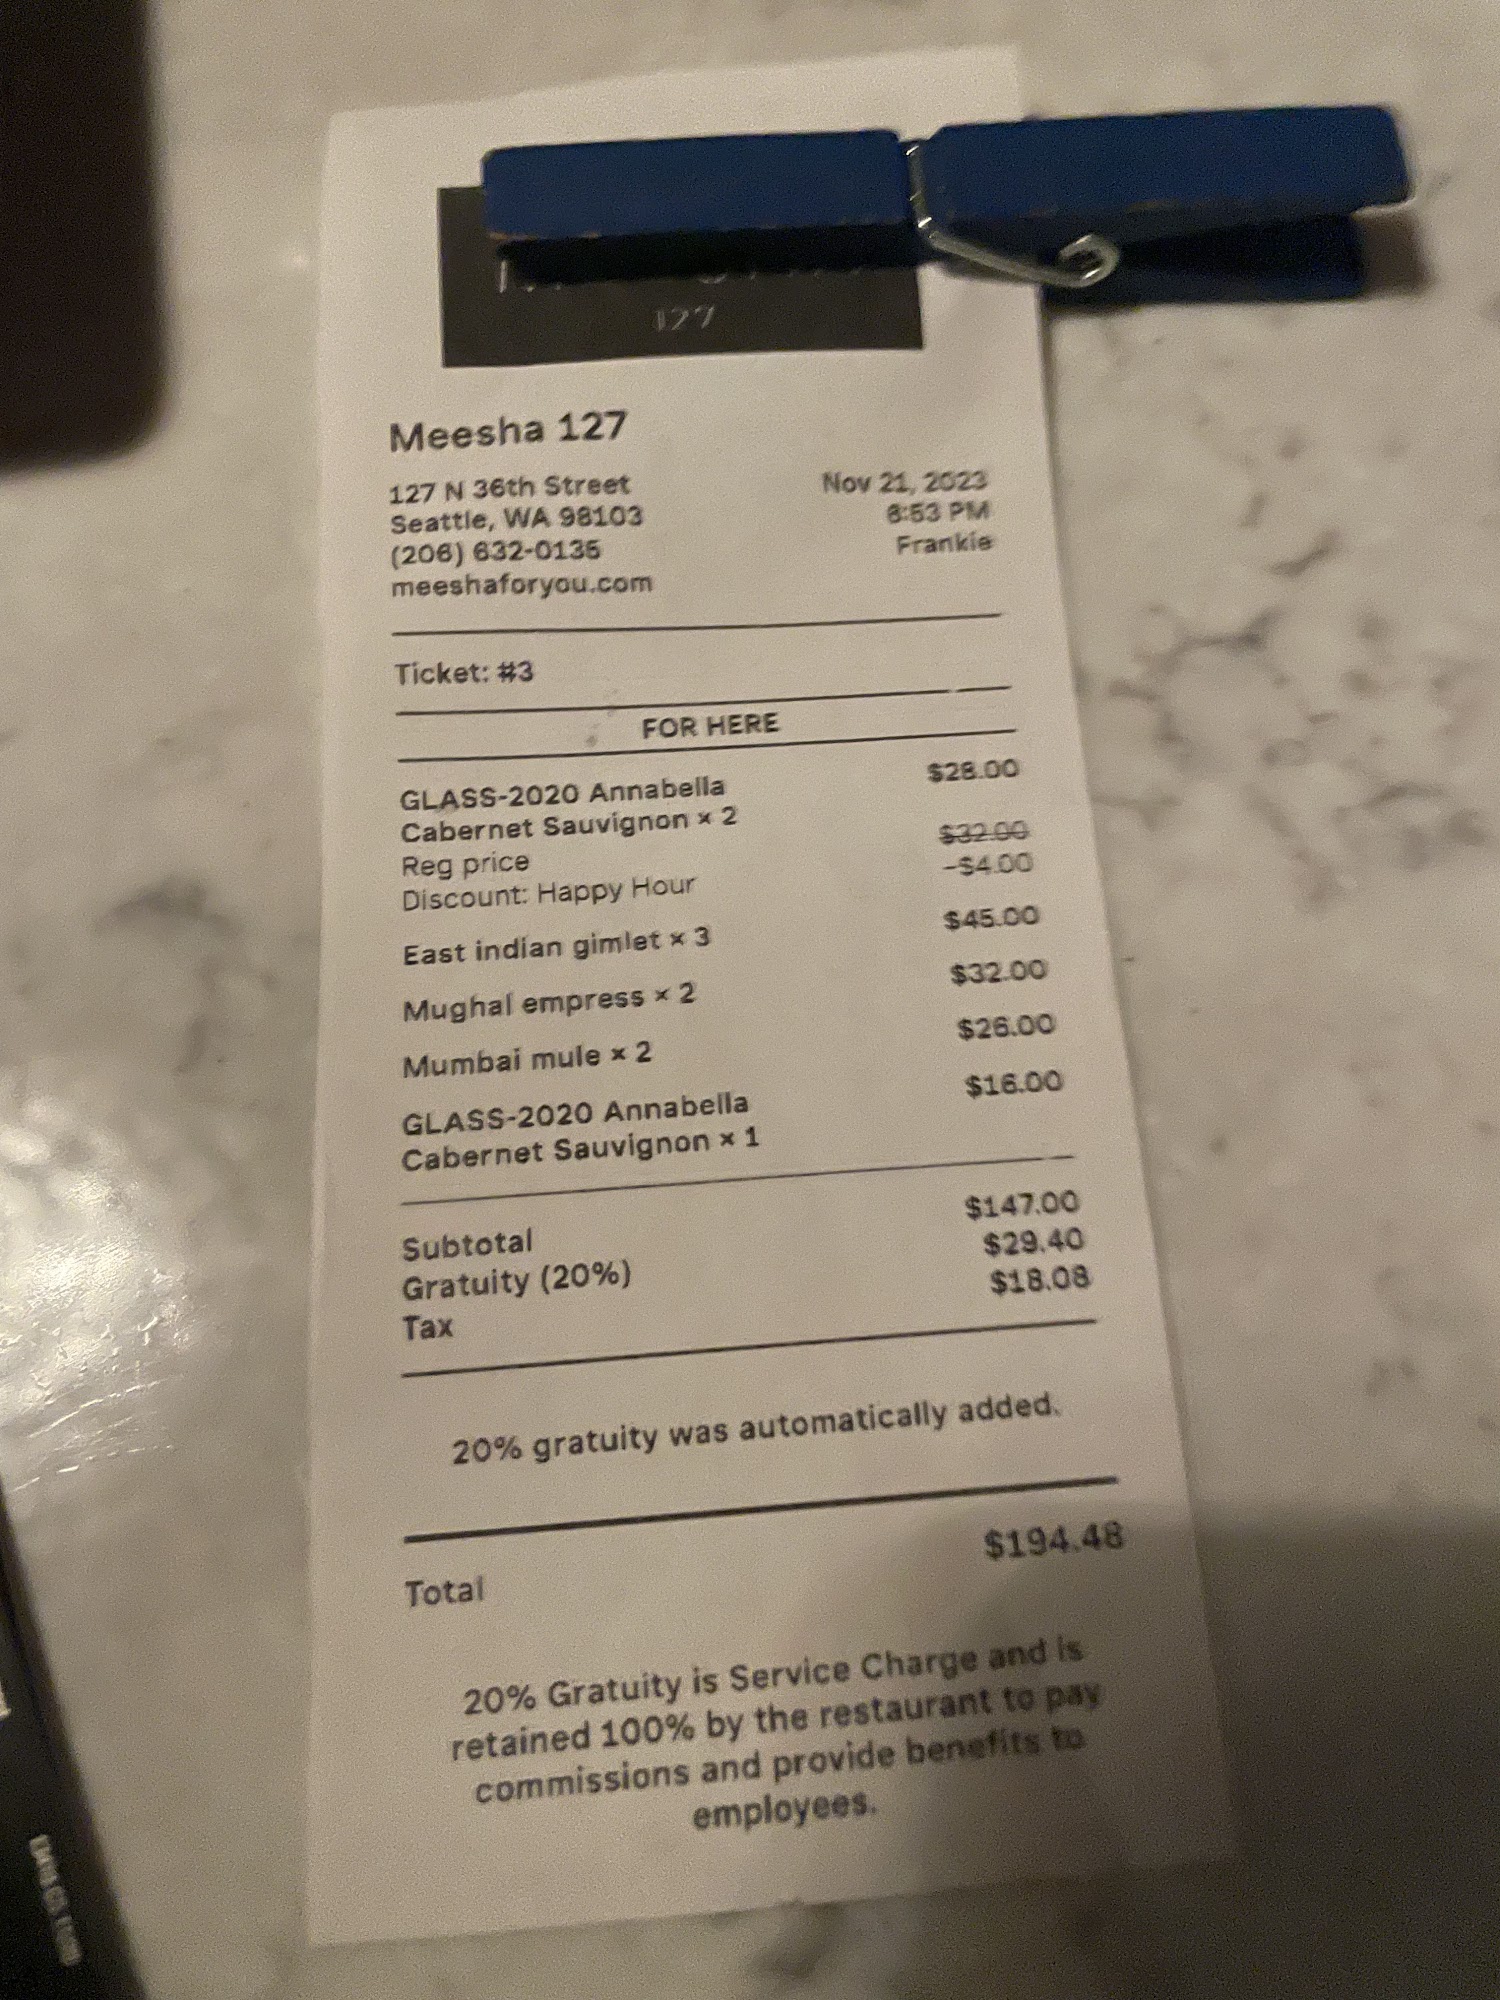 127
Meesha 127
127 N 36th Street
Seattle, WA 98103
(206) 632-0135
meeshaforyou.com
Nov 21, 2023
6:53 PM
Frankie
Ticket: #3
FOR HERE
GLASS-2020 Annabella $28.00
Cabernet Sauvignon × 2
Reg price $32.00
Discount: Happy Hour -$4.00
East indian gimlet × 3 $45.00
Mughal empress × 2 $32.00
Mumbai mule × 2 $26.00
GLASS-2020 Annabella $16.00
Cabernet Sauvignon × 1
Subtotal $147.00
Gratuity (20%) $29.40
Tax $18.08
20% gratuity was automatically added.
Total $194.48
20% Gratuity is Service Charge and is
retained 100% by the restaurant to pay
commissions and provide benefits to
employees.